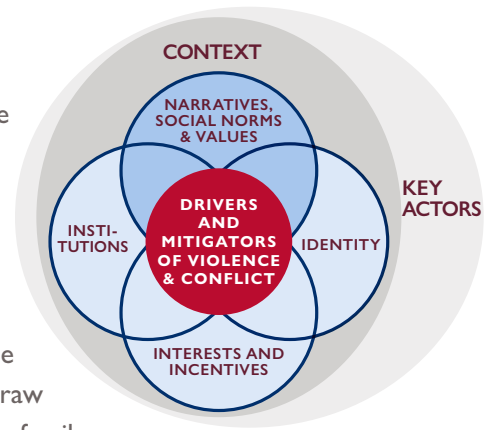 CONTEXT
NARRATIVES,
SOCIAL NORMS
& VALUES
KEY
ACTORS
DRIVERS
AND
MITIGATORS
OF VIOLENCE
& CONFLICT
INSTI-
TUTIONS
IDENTITY
INTERESTS AND
INCENTIVES
raw